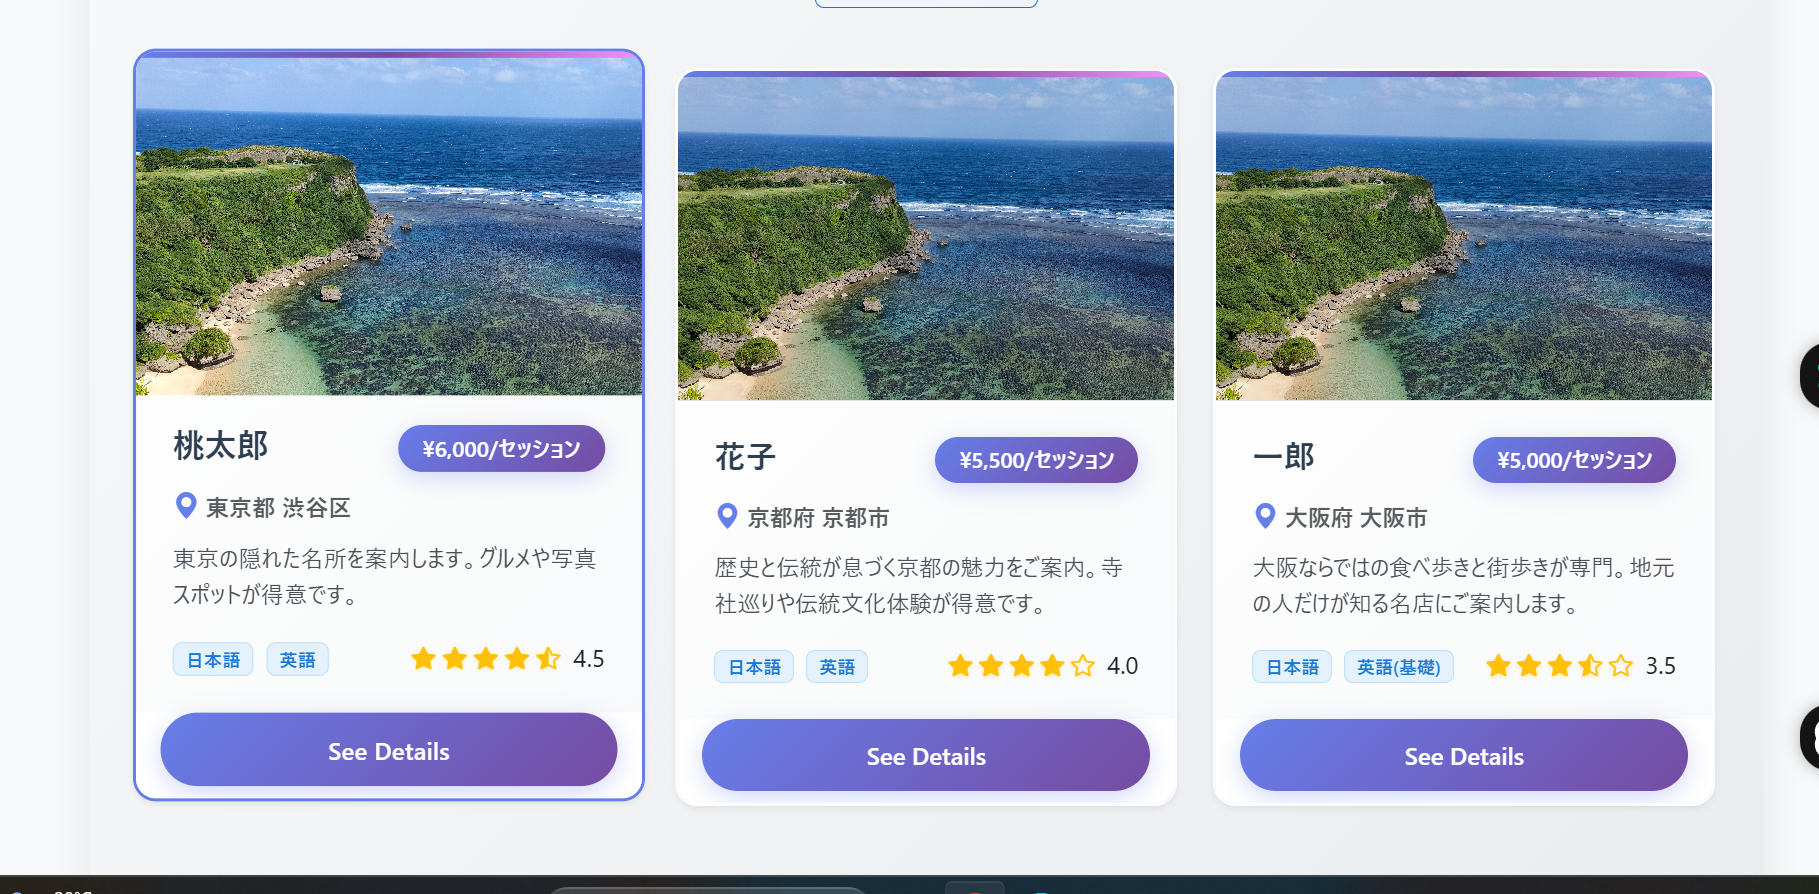 桃太郎
¥6,000/セッション
東京都 渋谷区
東京の隠れた名所を案内します。グルメや写真
スポットが得意です。
日本語
英語
4.5
See Details
花子
¥5,500/セッション
京都府 京都市
歴史と伝統が息づく京都の魅力をご案内。寺
社巡りや伝統文化体験が得意です。
日本語
英語
4.0
See Details
一郎
¥5,000/セッション
大阪府 大阪市
大阪ならではの食べ歩きと街歩きが専門。地元
の人だけが知る名店にご案内します。
日本語
英語(基礎)
3.5
See Details